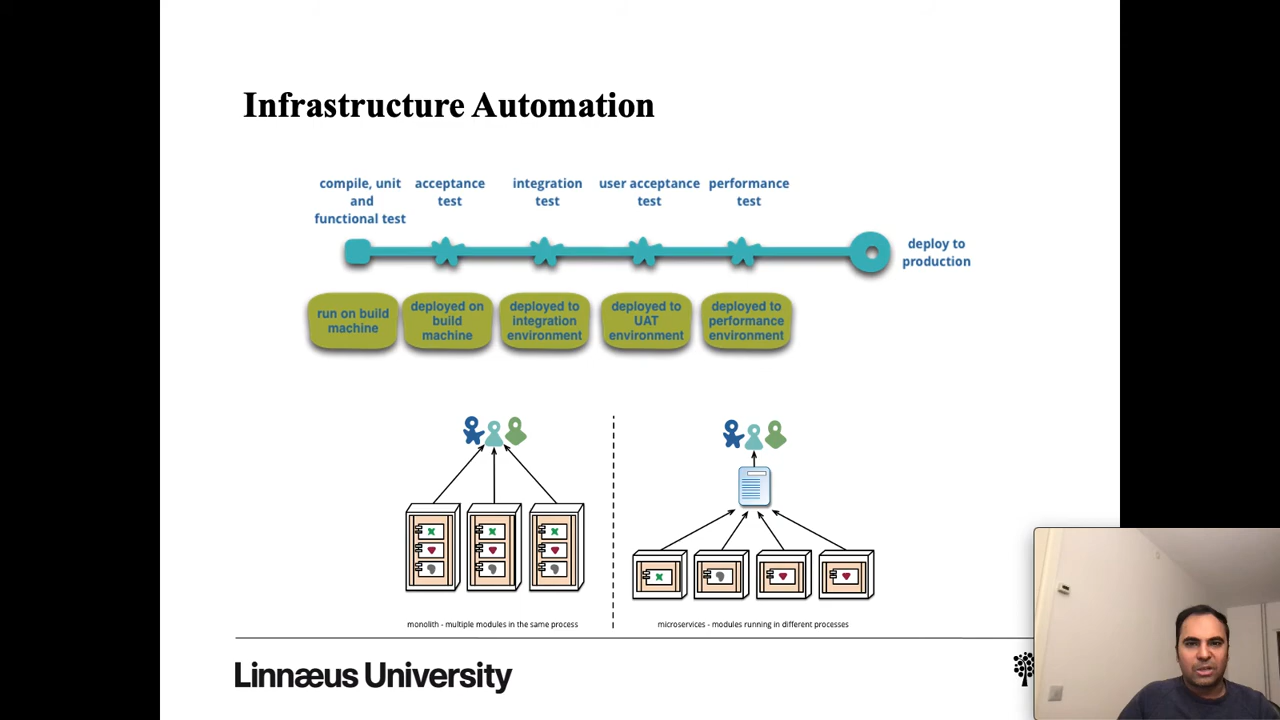 Infrastructure Automation
compile, unit
and
functional test
acceptance
test
integration
test
user acceptance
test
performance
test
deploy to
production
run on build
machine
deployed on
build
machine
deployed to
integration
environment
deployed to
UAT
environment
deployed to
performance
environment
monolith - multiple modules in the same process
microservices - modules running in different processes
Linnæus University